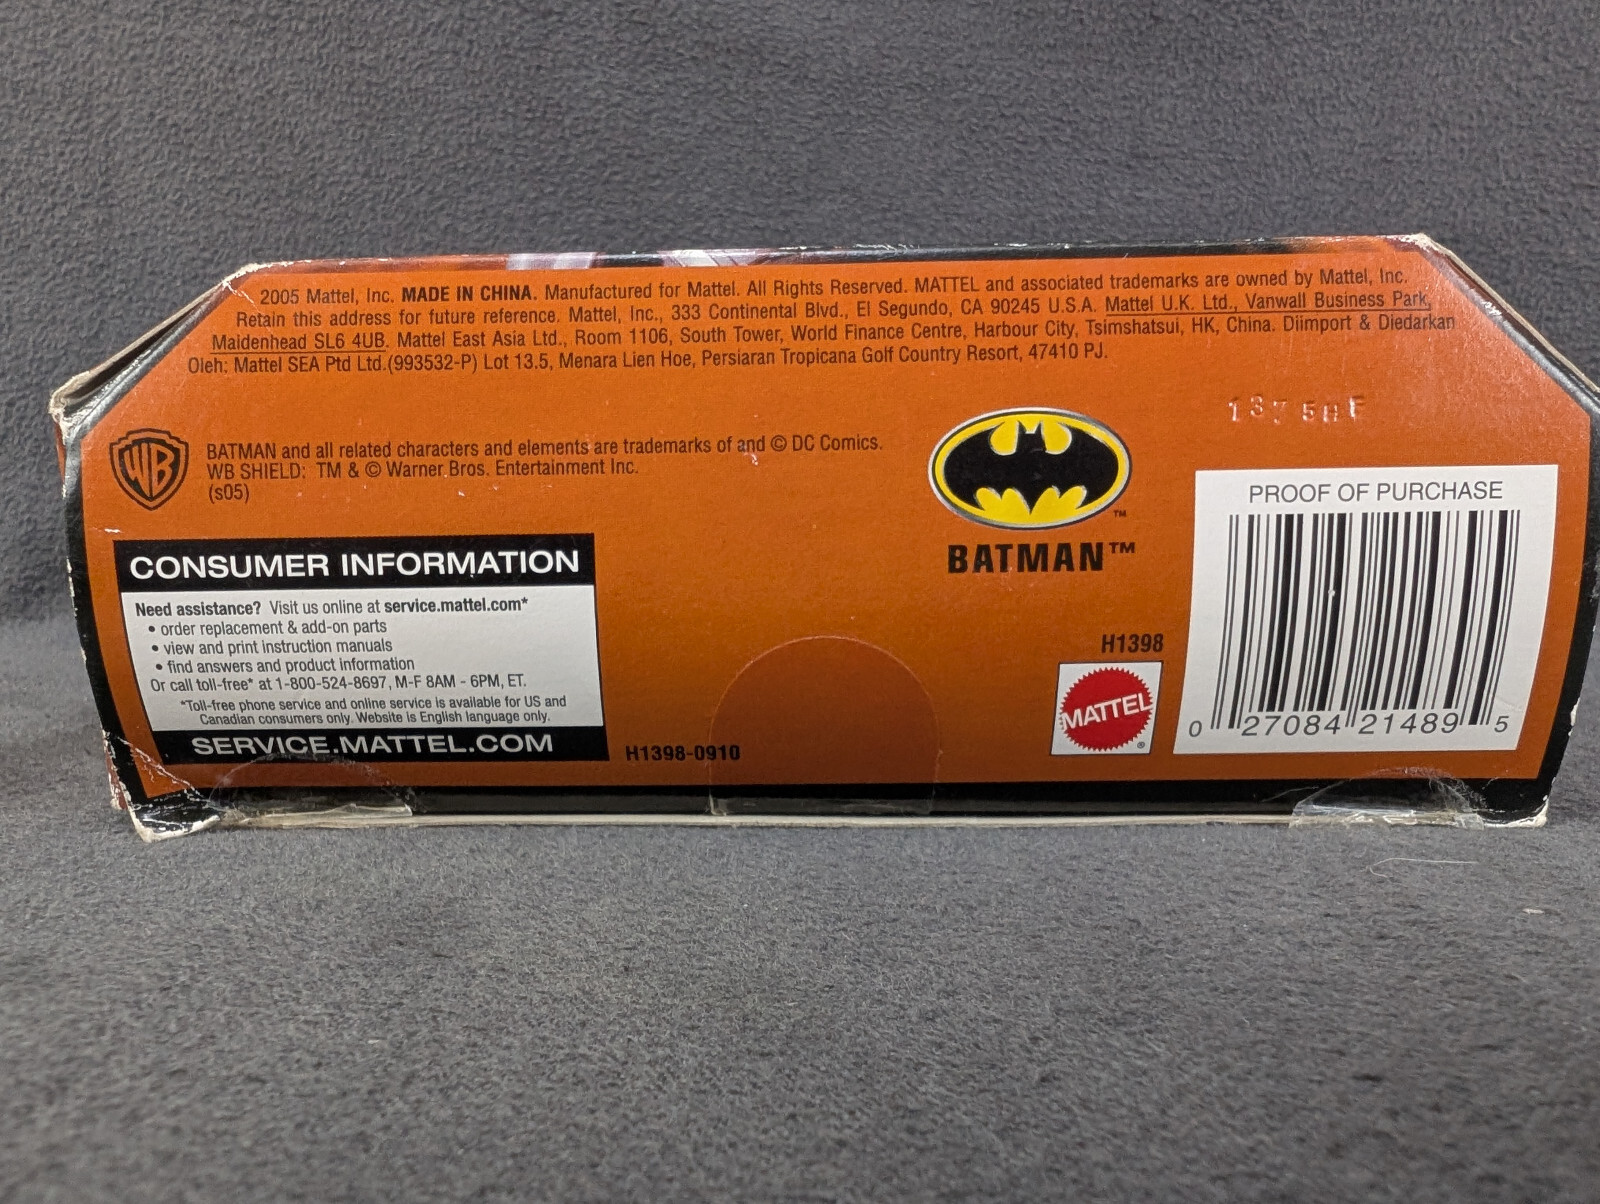 2005 Mattel, Inc. MADE IN CHINA. Manufactured for Mattel. All Rights Reserved. MATTEL and associated trademarks are owned by Mattel, Inc.
Retain this address for future reference. Mattel, Inc., 333 Continental Blvd., El Segundo, CA 90245 U.S.A. Mattel U.K. Ltd., Vanwall Business Park,
Maidenhead SL6 4UB. Mattel East Asia Ltd., Room 1106, South Tower, World Finance Centre, Harbour City, Tsimshatsui, HK, China. Diimport & Diedarkan
Oleh: Mattel SEA Ptd Ltd.(993532-P) Lot 13.5, Menara Lien Hoe, Persiaran Tropicana Golf Country Resort, 47410 PJ.
WB
BATMAN and all related characters and elements are trademarks of and © DC Comics.
WB SHIELD: TM & © Warner Bros. Entertainment Inc.
(s05)
CONSUMER INFORMATION
Need assistance? Visit us online at service.mattel.com*
• order replacement & add-on parts
• view and print instruction manuals
• find answers and product information
Or call toll-free* at 1-800-524-8697, M-F 8AM - 6PM, ET.
*Toll-free phone service and online service is available for US and
Canadian consumers only. Website is English language only.
SERVICE.MATTEL.COM
H1398-0910
TM
BATMAN™
H1398
MATTEL
®
PROOF OF PURCHASE
0 27084 21489 5